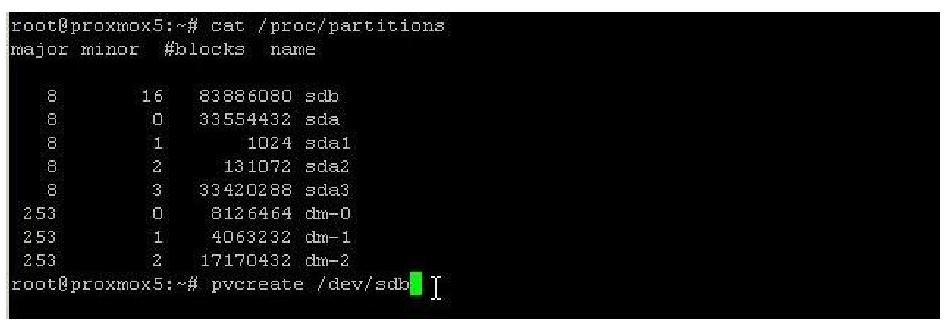 root@proxmox5:~# cat /proc/partitions
major minor  #blocks  name
   8       16   83886080 sdb
   8        0   33554432 sda
   8        1       1024 sda1
   8        2     131072 sda2
   8        3   33420288 sda3
 253        0    8126464 dm-0
 253        1    4063232 dm-1
 253        2   17170432 dm-2
root@proxmox5:~# pvcreate /dev/sdb